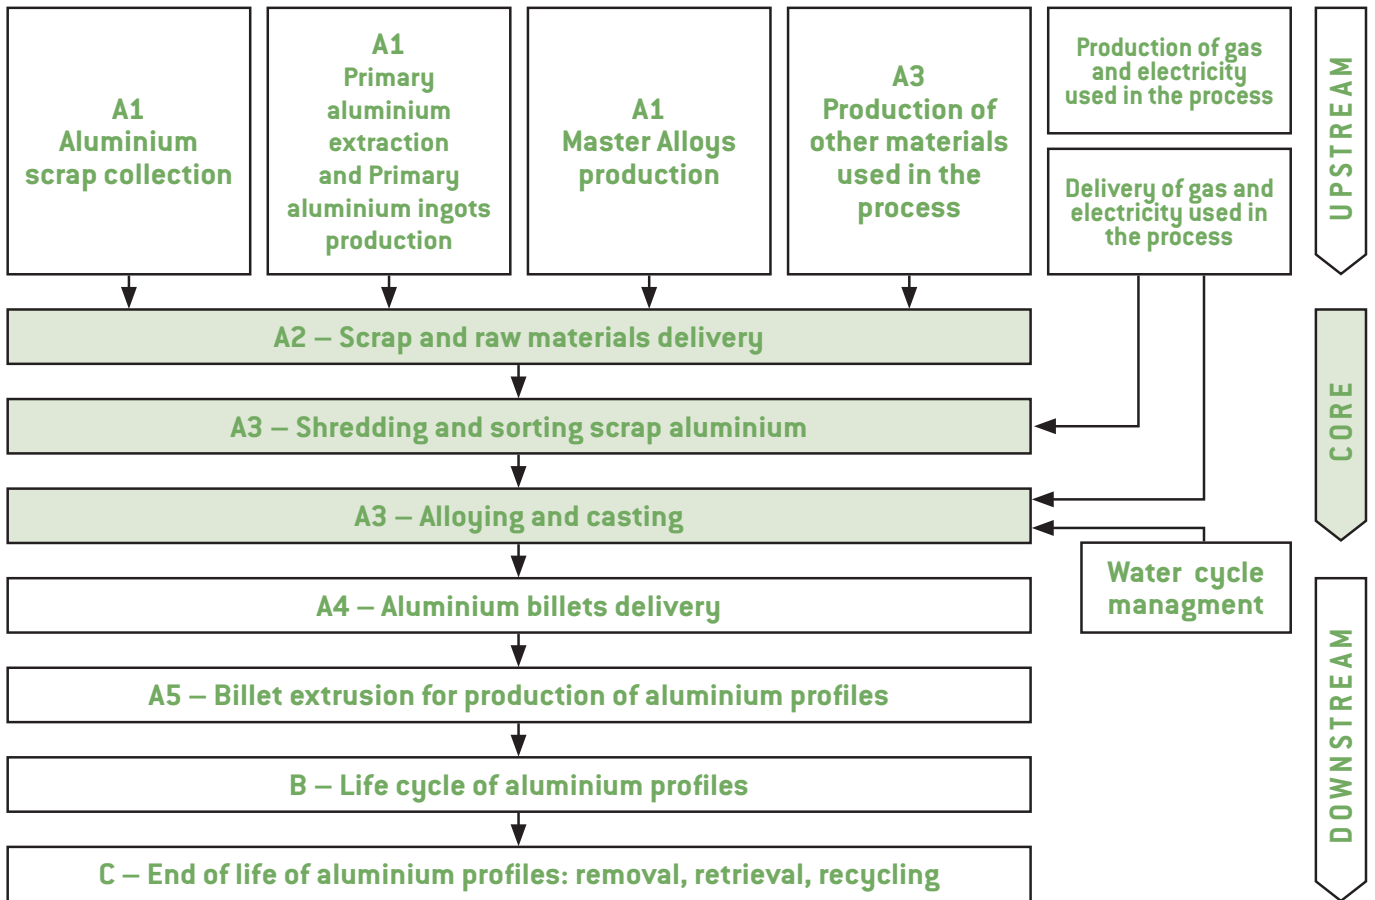 A1
Aluminium
scrap collection
A1
Primary
aluminium
extraction
and Primary
aluminium ingots
production
A1
Master Alloys
production
A3
Production of
other materials
used in the
process
Production of gas
and electricity
used in the process
Delivery of gas and
electricity used in
the process
UPSTREAM
A2 – Scrap and raw materials delivery
A3 – Shredding and sorting scrap aluminium
A3 – Alloying and casting
CORE
Water cycle
managment
A4 – Aluminium billets delivery
A5 – Billet extrusion for production of aluminium profiles
B – Life cycle of aluminium profiles
C – End of life of aluminium profiles: removal, retrieval, recycling
DOWNSTREAM